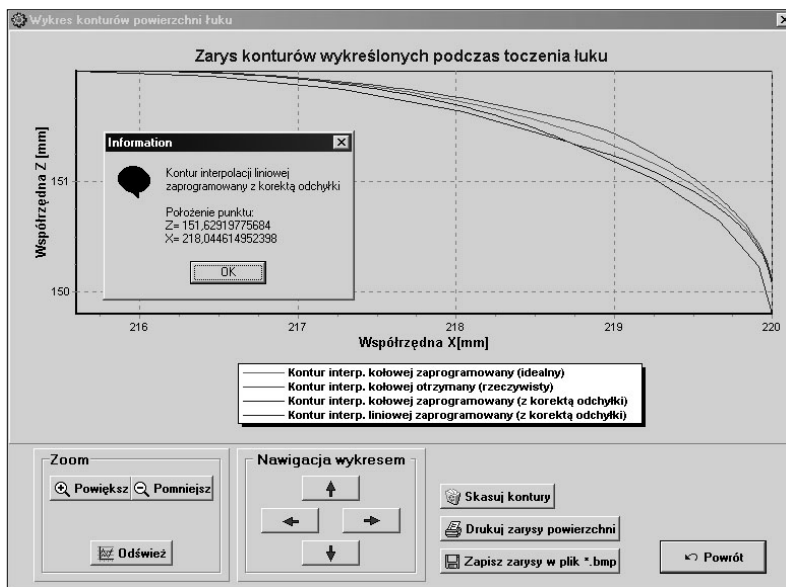 Wykres konturów powierzchni łuku
Zarys konturów wykreślonych podczas toczenia łuku
Współrzędna Z [mm]
151
150
216
217
218
219
220
Współrzędna X[mm]
Information
Kontur interpolacji liniowej
zaprogramowany z korektą odchyłki
Położenie punktu:
Z= 151,62919775684
X= 218,044614952398
OK
Kontur interp. kołowej zaprogramowany (idealny)
Kontur interp. kołowej otrzymany (rzeczywisty)
Kontur interp. kołowej zaprogramowany (z korektą odchyłki)
Kontur interp. liniowej zaprogramowany (z korektą odchyłki)
Zoom
Powiększ
Pomniejsz
Odśwież
Nawigacja wykresem
Skasuj kontury
Drukuj zarysy powierzchni
Zapisz zarysy w plik *.bmp
Powrót